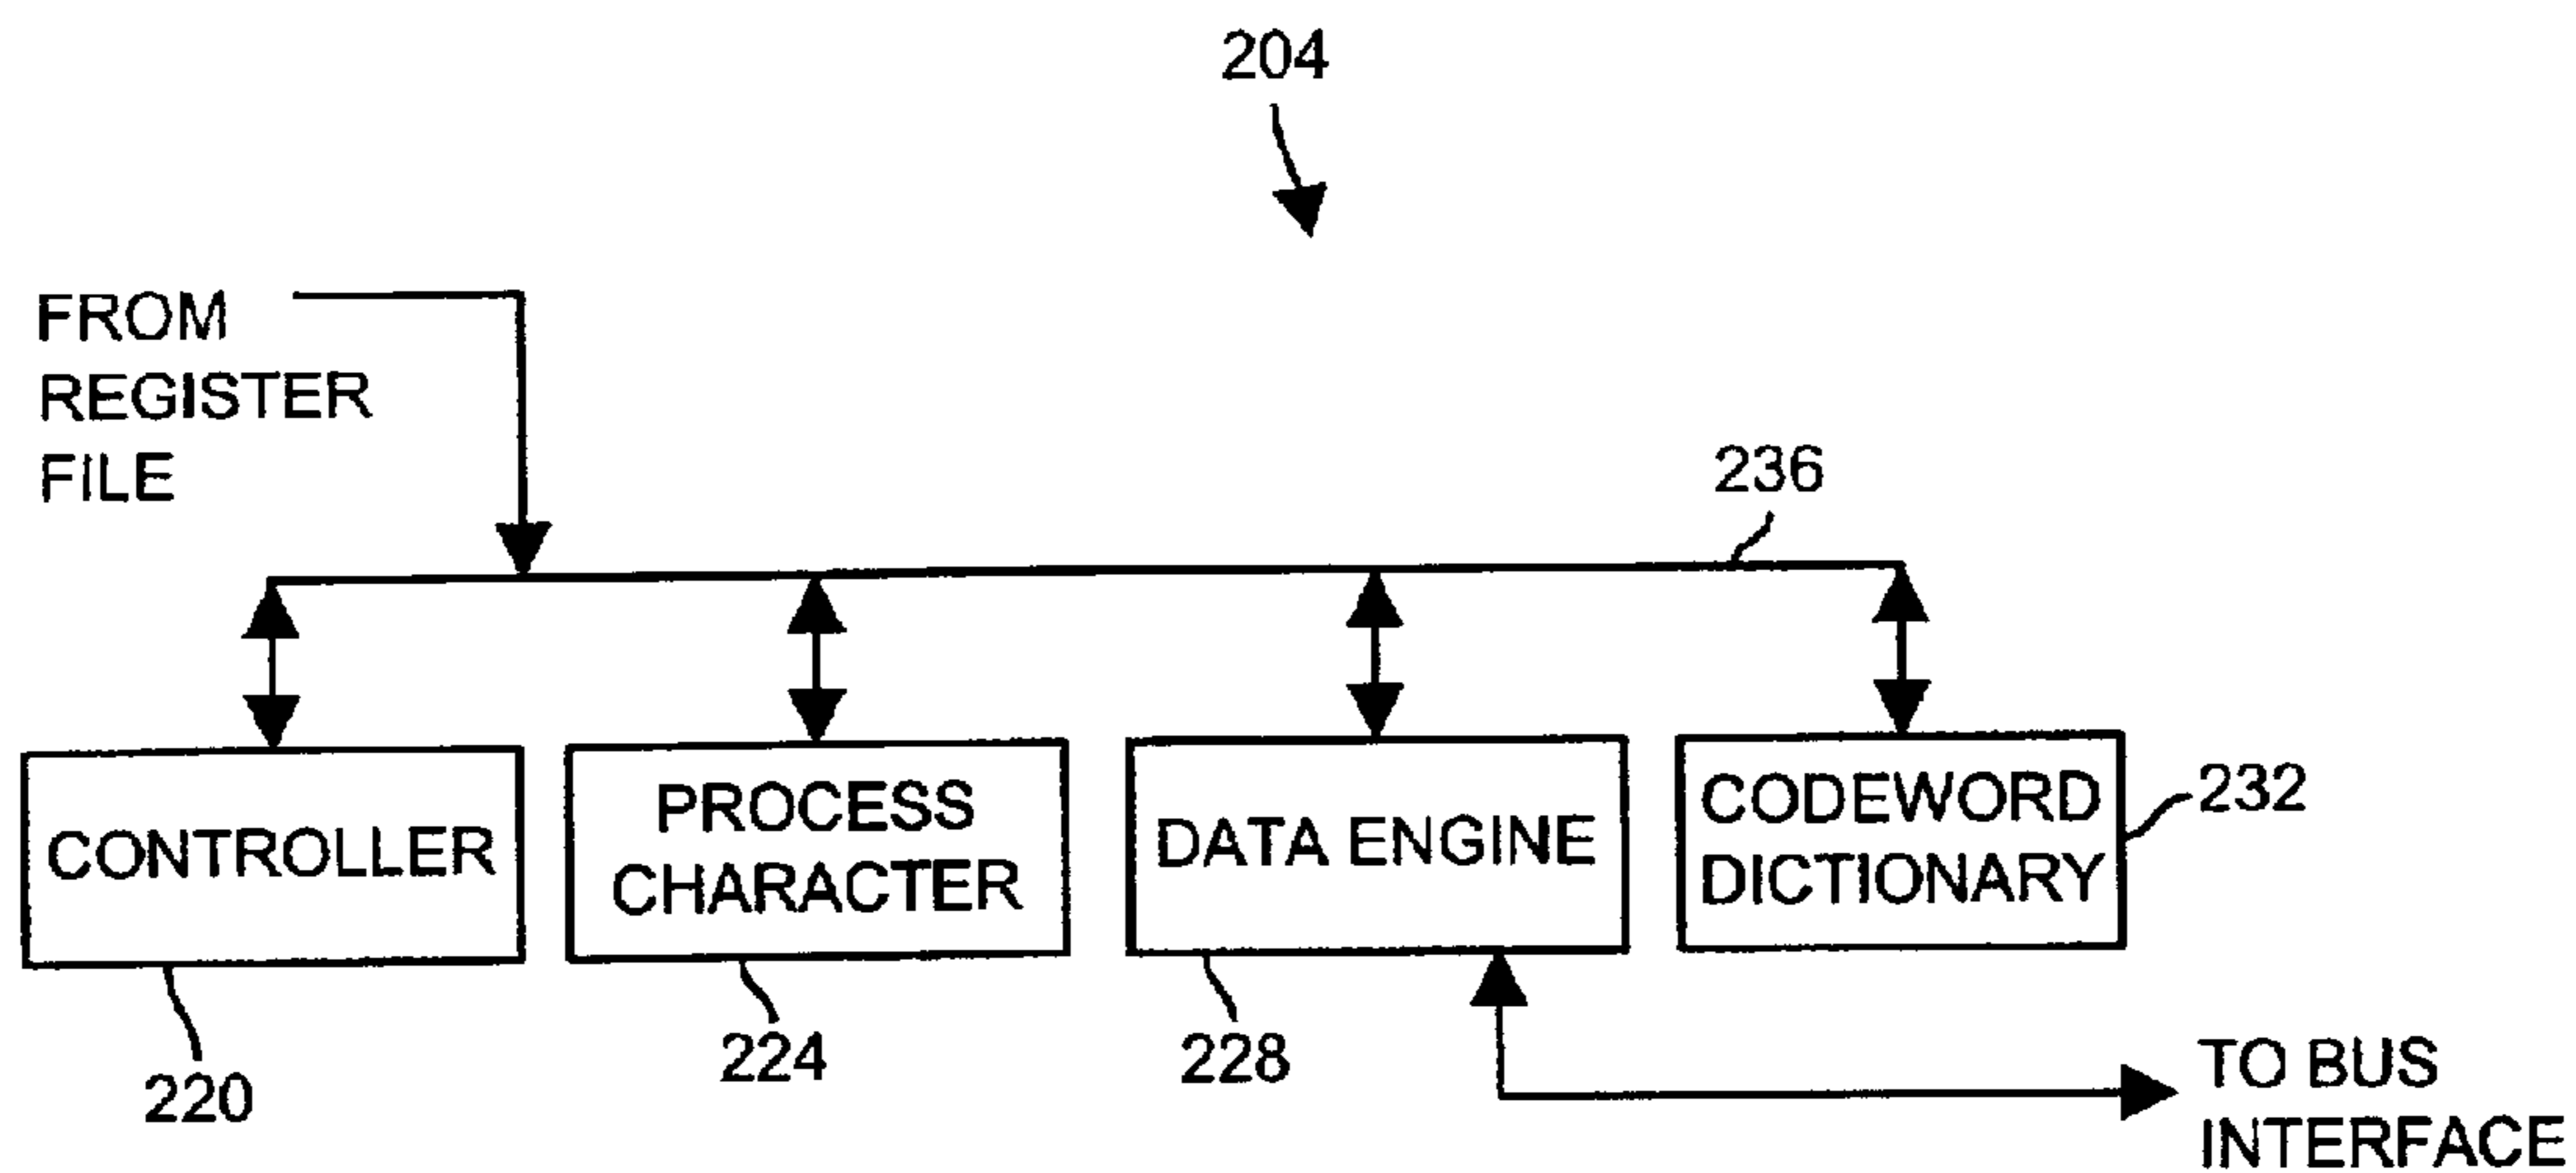 204
FROM
REGISTER
FILE
236
CONTROLLER
PROCESS
CHARACTER
DATA ENGINE
CODEWORD
DICTIONARY
232
220
224
228
TO BUS
INTERFACE